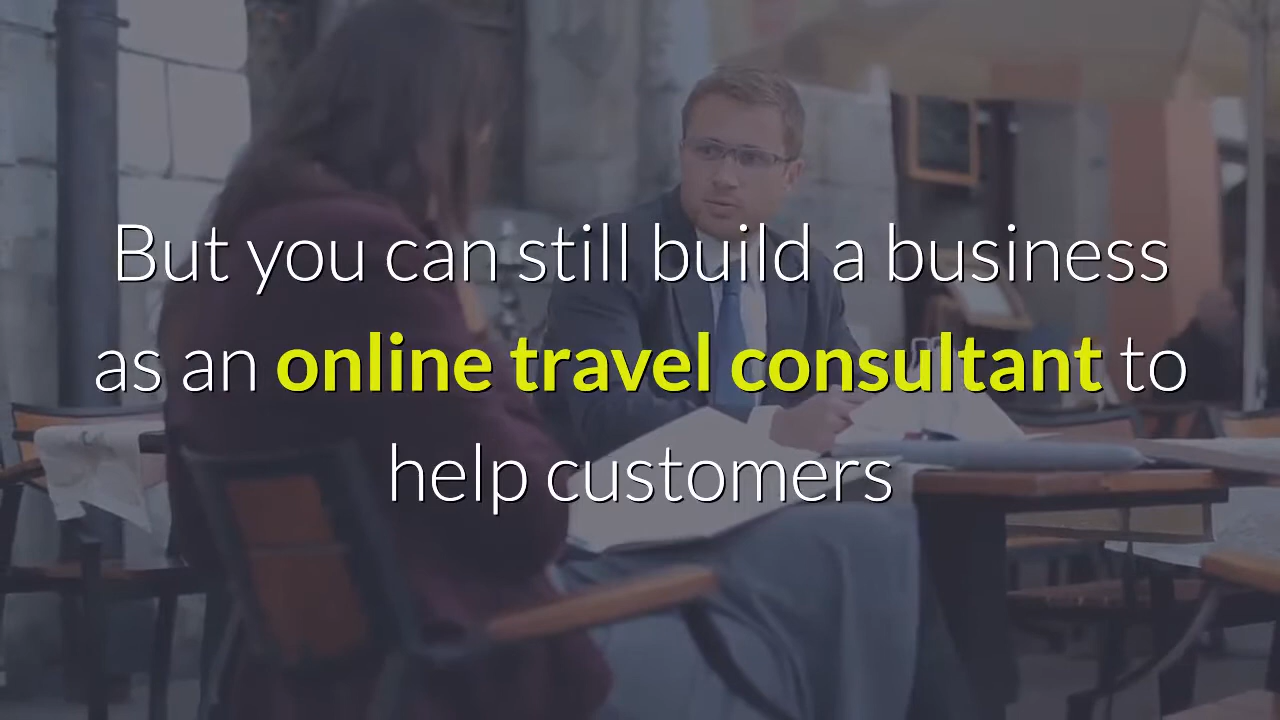 But you can still build a business
as an online travel consultant to
help customers